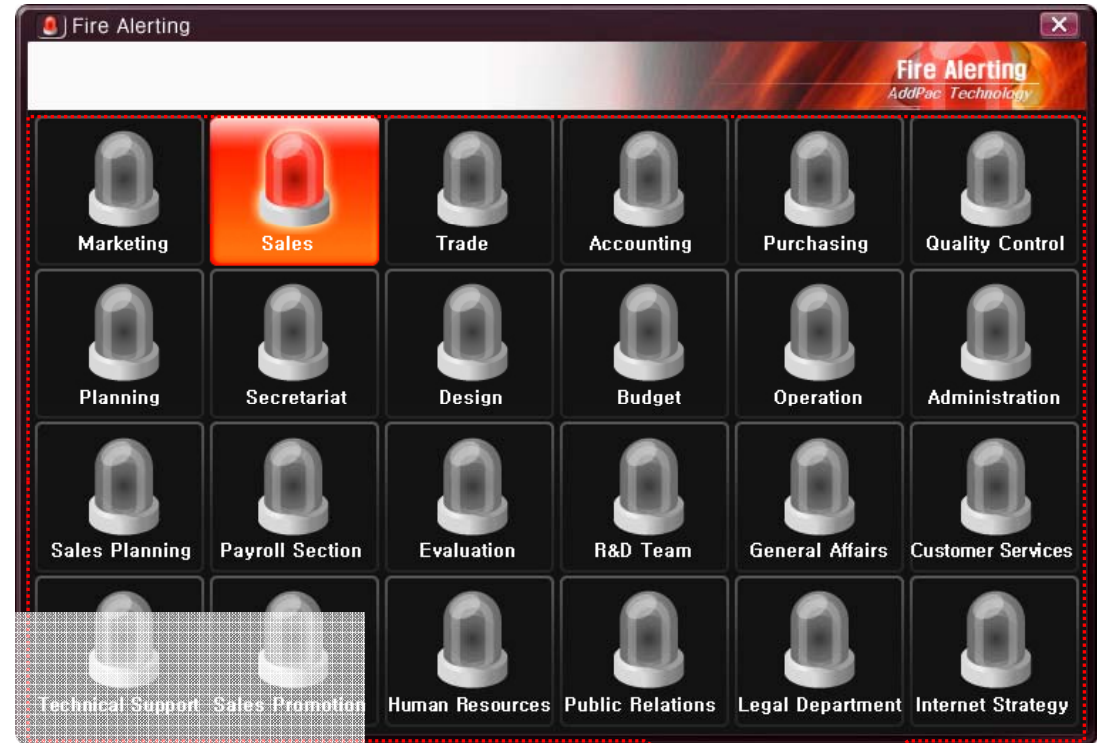 Fire Alerting
Fire Alerting
AddPac Technology
Marketing Sales Trade Accounting Purchasing Quality Control
Planning Secretariat Design Budget Operation Administration
Sales Planning Payroll Section Evaluation R&D Team General Affairs Customer Services
Technical Support Sales Promotion Human Resources Public Relations Legal Department Internet Strategy